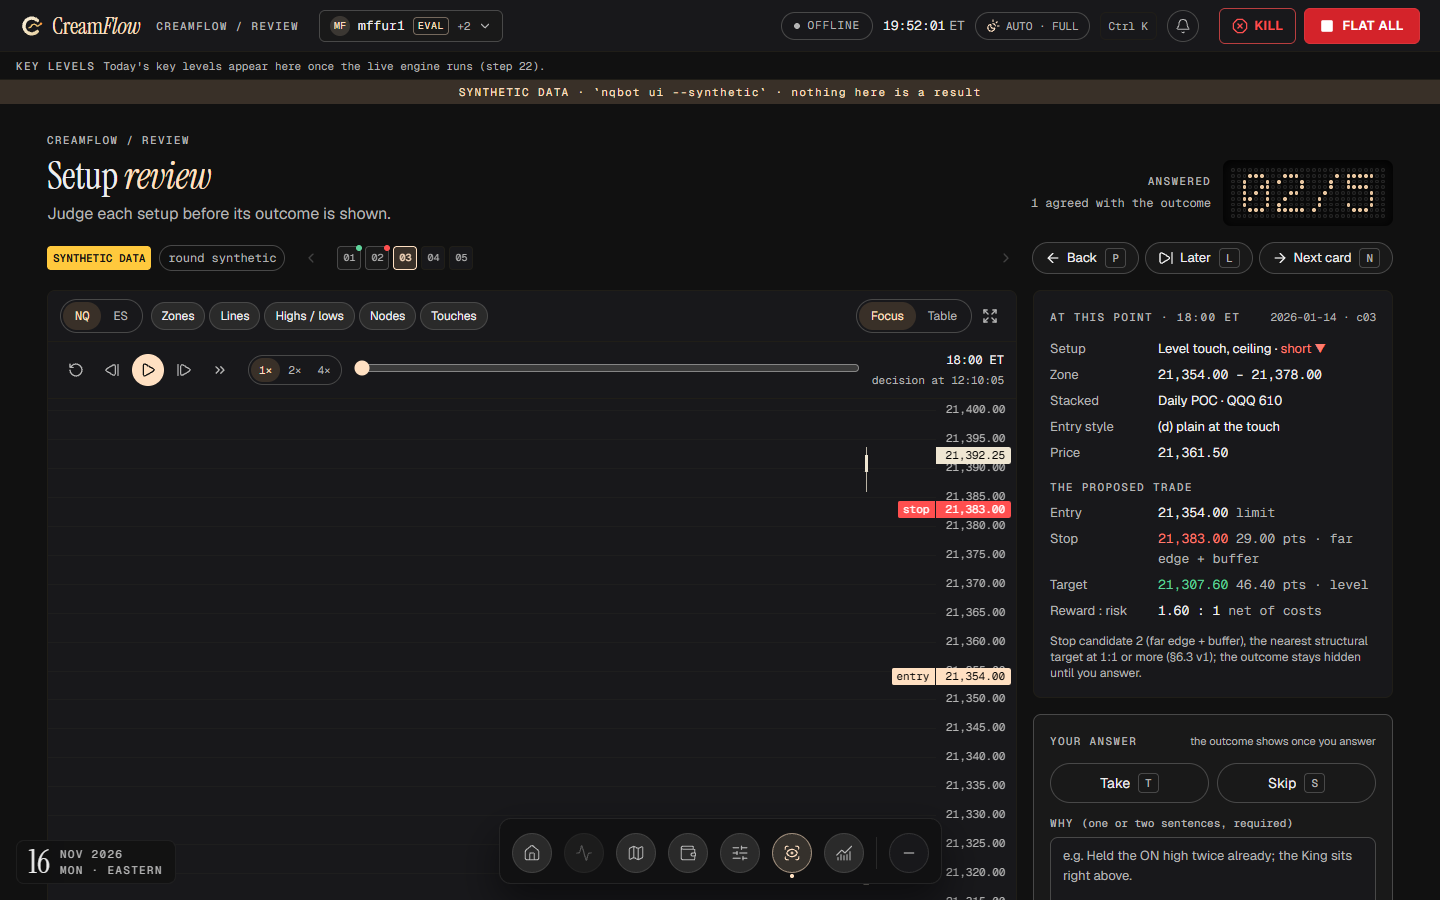 CreamFlow CREAMFLOW / REVIEW MF mffur1 EVAL +2 OFFLINE 19:52:01 ET AUTO · FULL Ctrl K KILL FLAT ALL
KEY LEVELS Today's key levels appear here once the live engine runs (step 22).
SYNTHETIC DATA · `nqbot ui --synthetic` · nothing here is a result
CREAMFLOW / REVIEW
Setup review
Judge each setup before its outcome is shown.
ANSWERED
1 agreed with the outcome
02/5
SYNTHETIC DATA round synthetic 01 02 03 04 05
Back P Later L Next card N
NQ ES Zones Lines Highs / lows Nodes Touches Focus Table
1× 2× 4×
18:00 ET
decision at 12:10:05
21,400.00
21,395.00
21,392.25
21,390.00
21,385.00
stop 21,383.00
21,380.00
21,375.00
21,370.00
21,365.00
21,360.00
entry 21,354.00
21,350.00
21,345.00
21,340.00
21,335.00
21,330.00
21,325.00
21,320.00
AT THIS POINT · 18:00 ET 2026-01-14 · c03
Setup Level touch, ceiling · short ▼
Zone 21,354.00 – 21,378.00
Stacked Daily POC · QQQ 610
Entry style (d) plain at the touch
Price 21,361.50
THE PROPOSED TRADE
Entry 21,354.00 limit
Stop 21,383.00 29.00 pts · far
edge + buffer
Target 21,307.60 46.40 pts · level
Reward : risk 1.60 : 1 net of costs
Stop candidate 2 (far edge + buffer), the nearest structural
target at 1:1 or more (§6.3 v1); the outcome stays hidden
until you answer.
YOUR ANSWER the outcome shows once you answer
Take T Skip S
WHY (one or two sentences, required)
e.g. Held the ON high twice already; the King sits
right above.
16 NOV 2026
MON · EASTERN